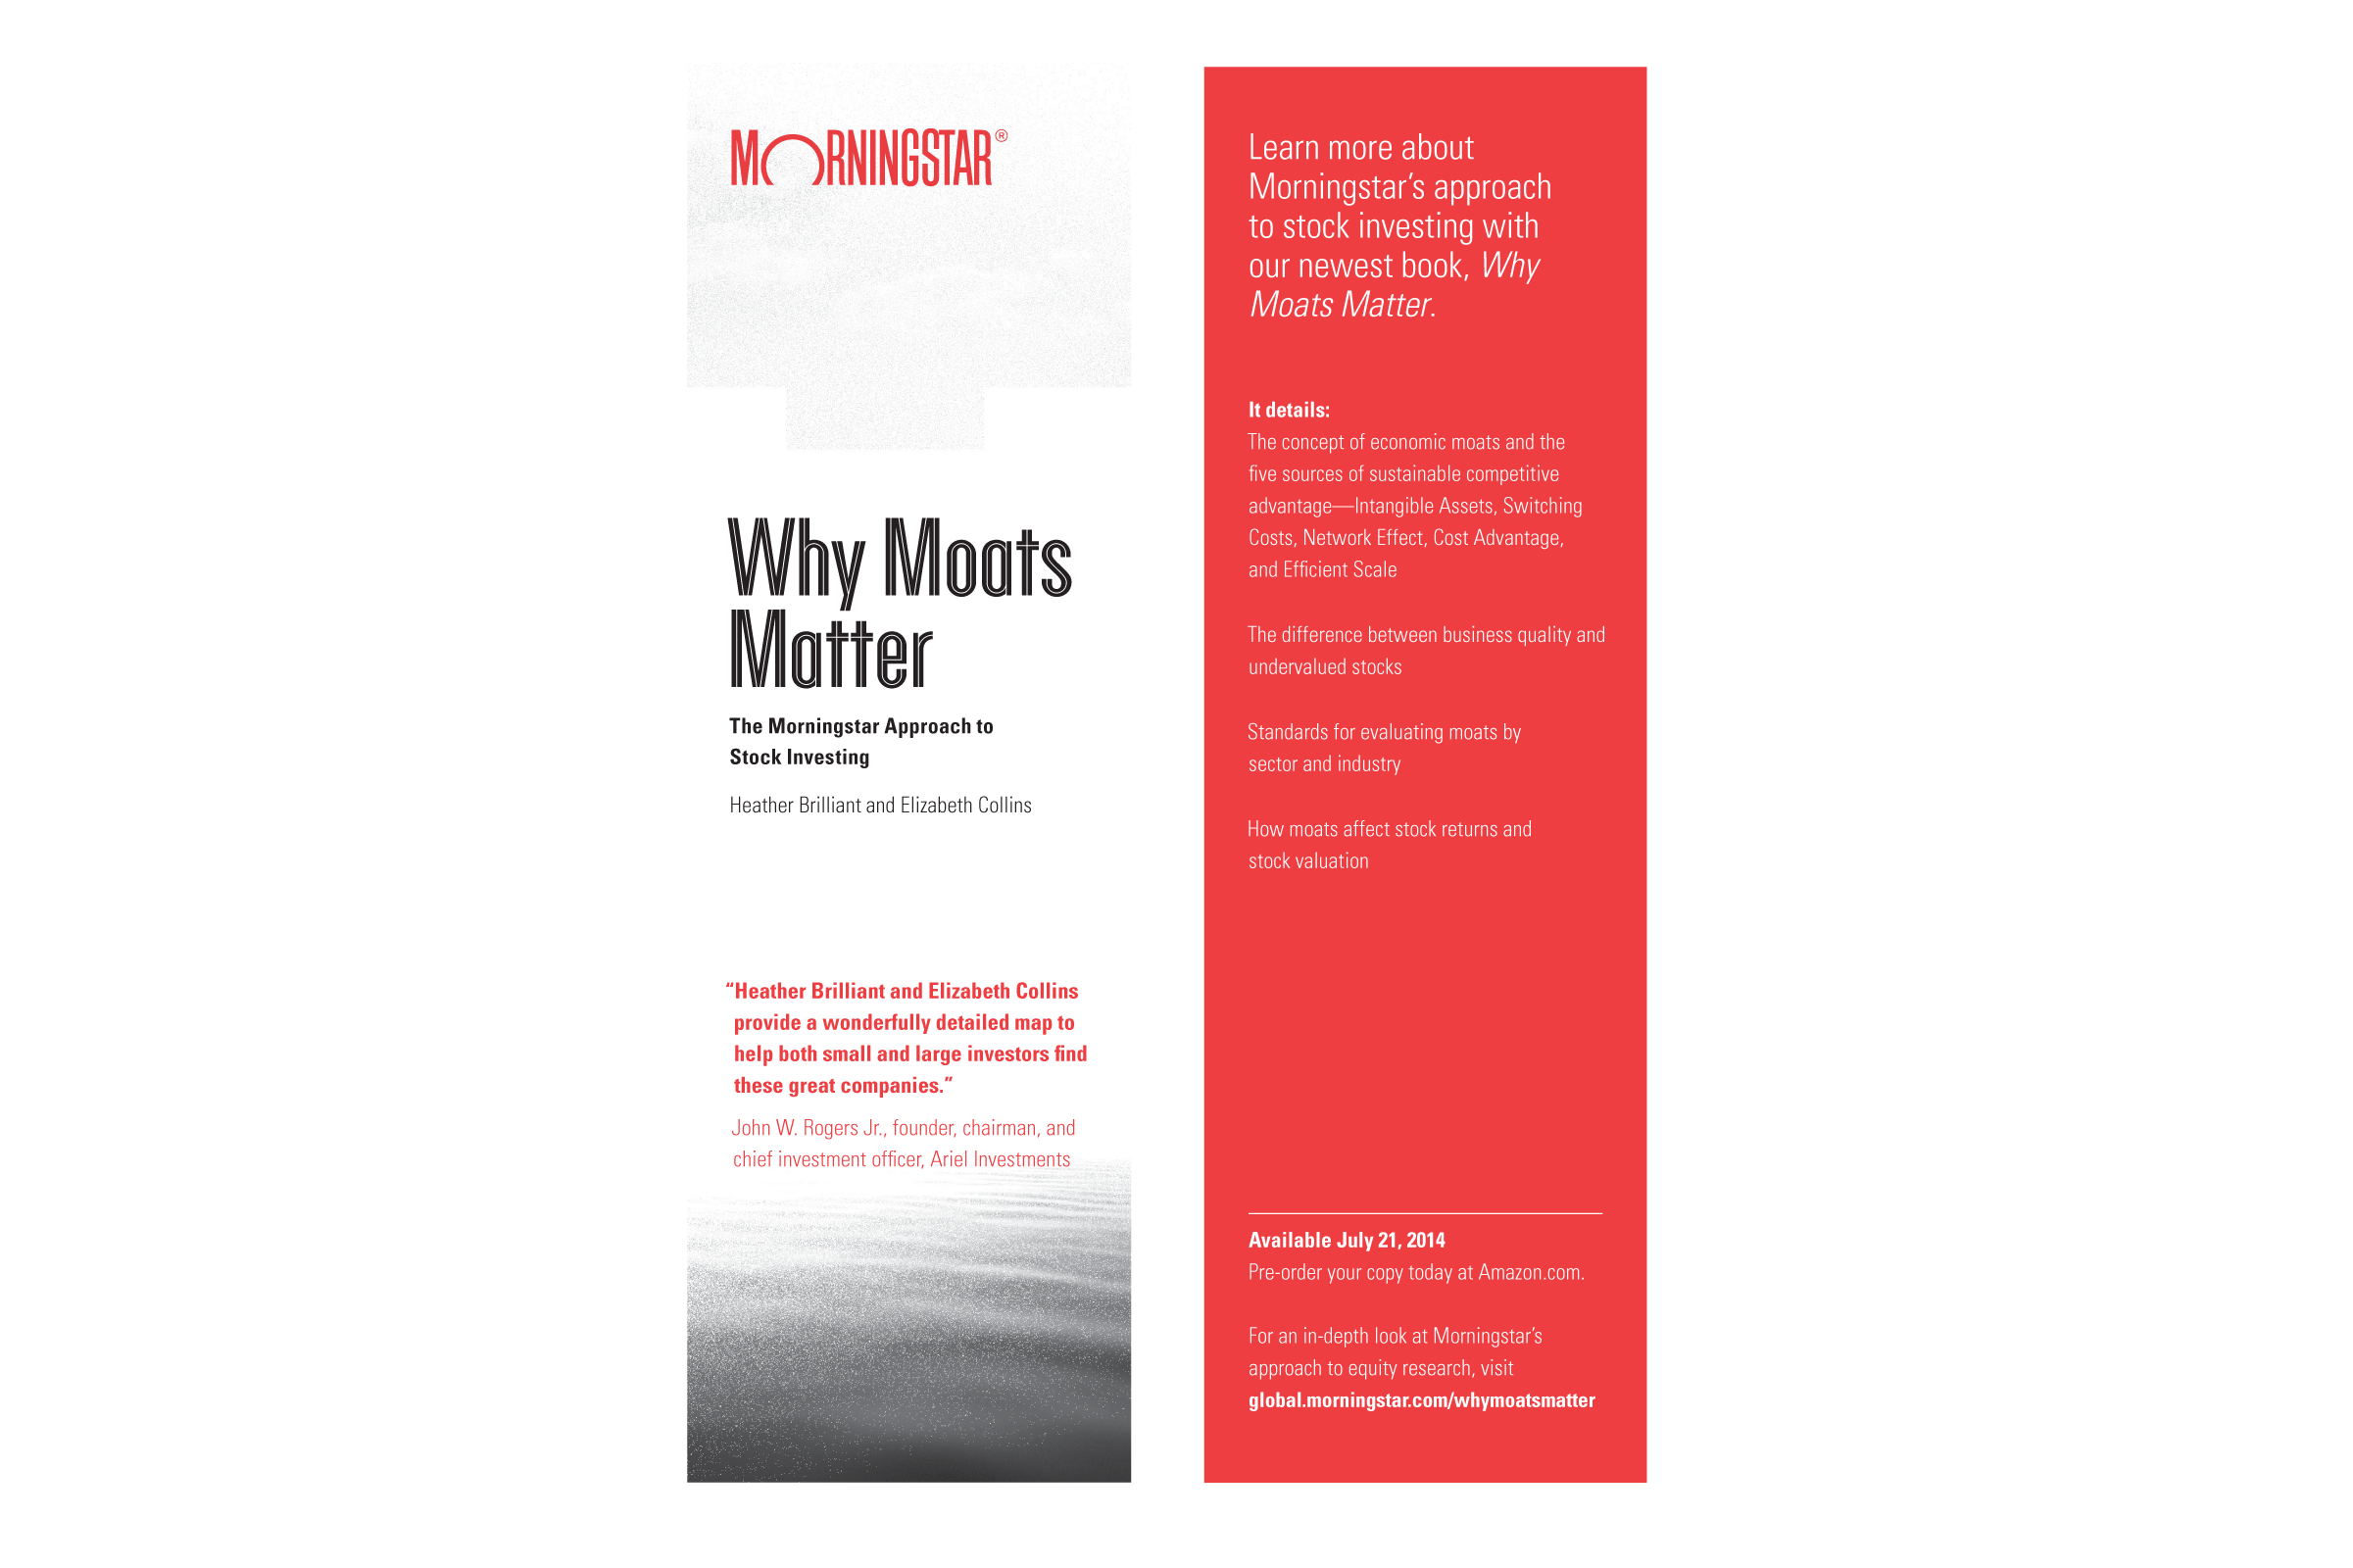 MORNINGSTAR®
Why Moats
Matter
The Morningstar Approach to
Stock Investing
Heather Brilliant and Elizabeth Collins
“Heather Brilliant and Elizabeth Collins
provide a wonderfully detailed map to
help both small and large investors find
these great companies.”
John W. Rogers Jr., founder, chairman, and
chief investment officer, Ariel Investments
Learn more about
Morningstar’s approach
to stock investing with
our newest book, Why
Moats Matter.
It details:
The concept of economic moats and the
five sources of sustainable competitive
advantage—Intangible Assets, Switching
Costs, Network Effect, Cost Advantage,
and Efficient Scale
The difference between business quality and
undervalued stocks
Standards for evaluating moats by
sector and industry
How moats affect stock returns and
stock valuation
Available July 21, 2014
Pre-order your copy today at Amazon.com.
For an in-depth look at Morningstar’s
approach to equity research, visit
global.morningstar.com/whymoatsmatter